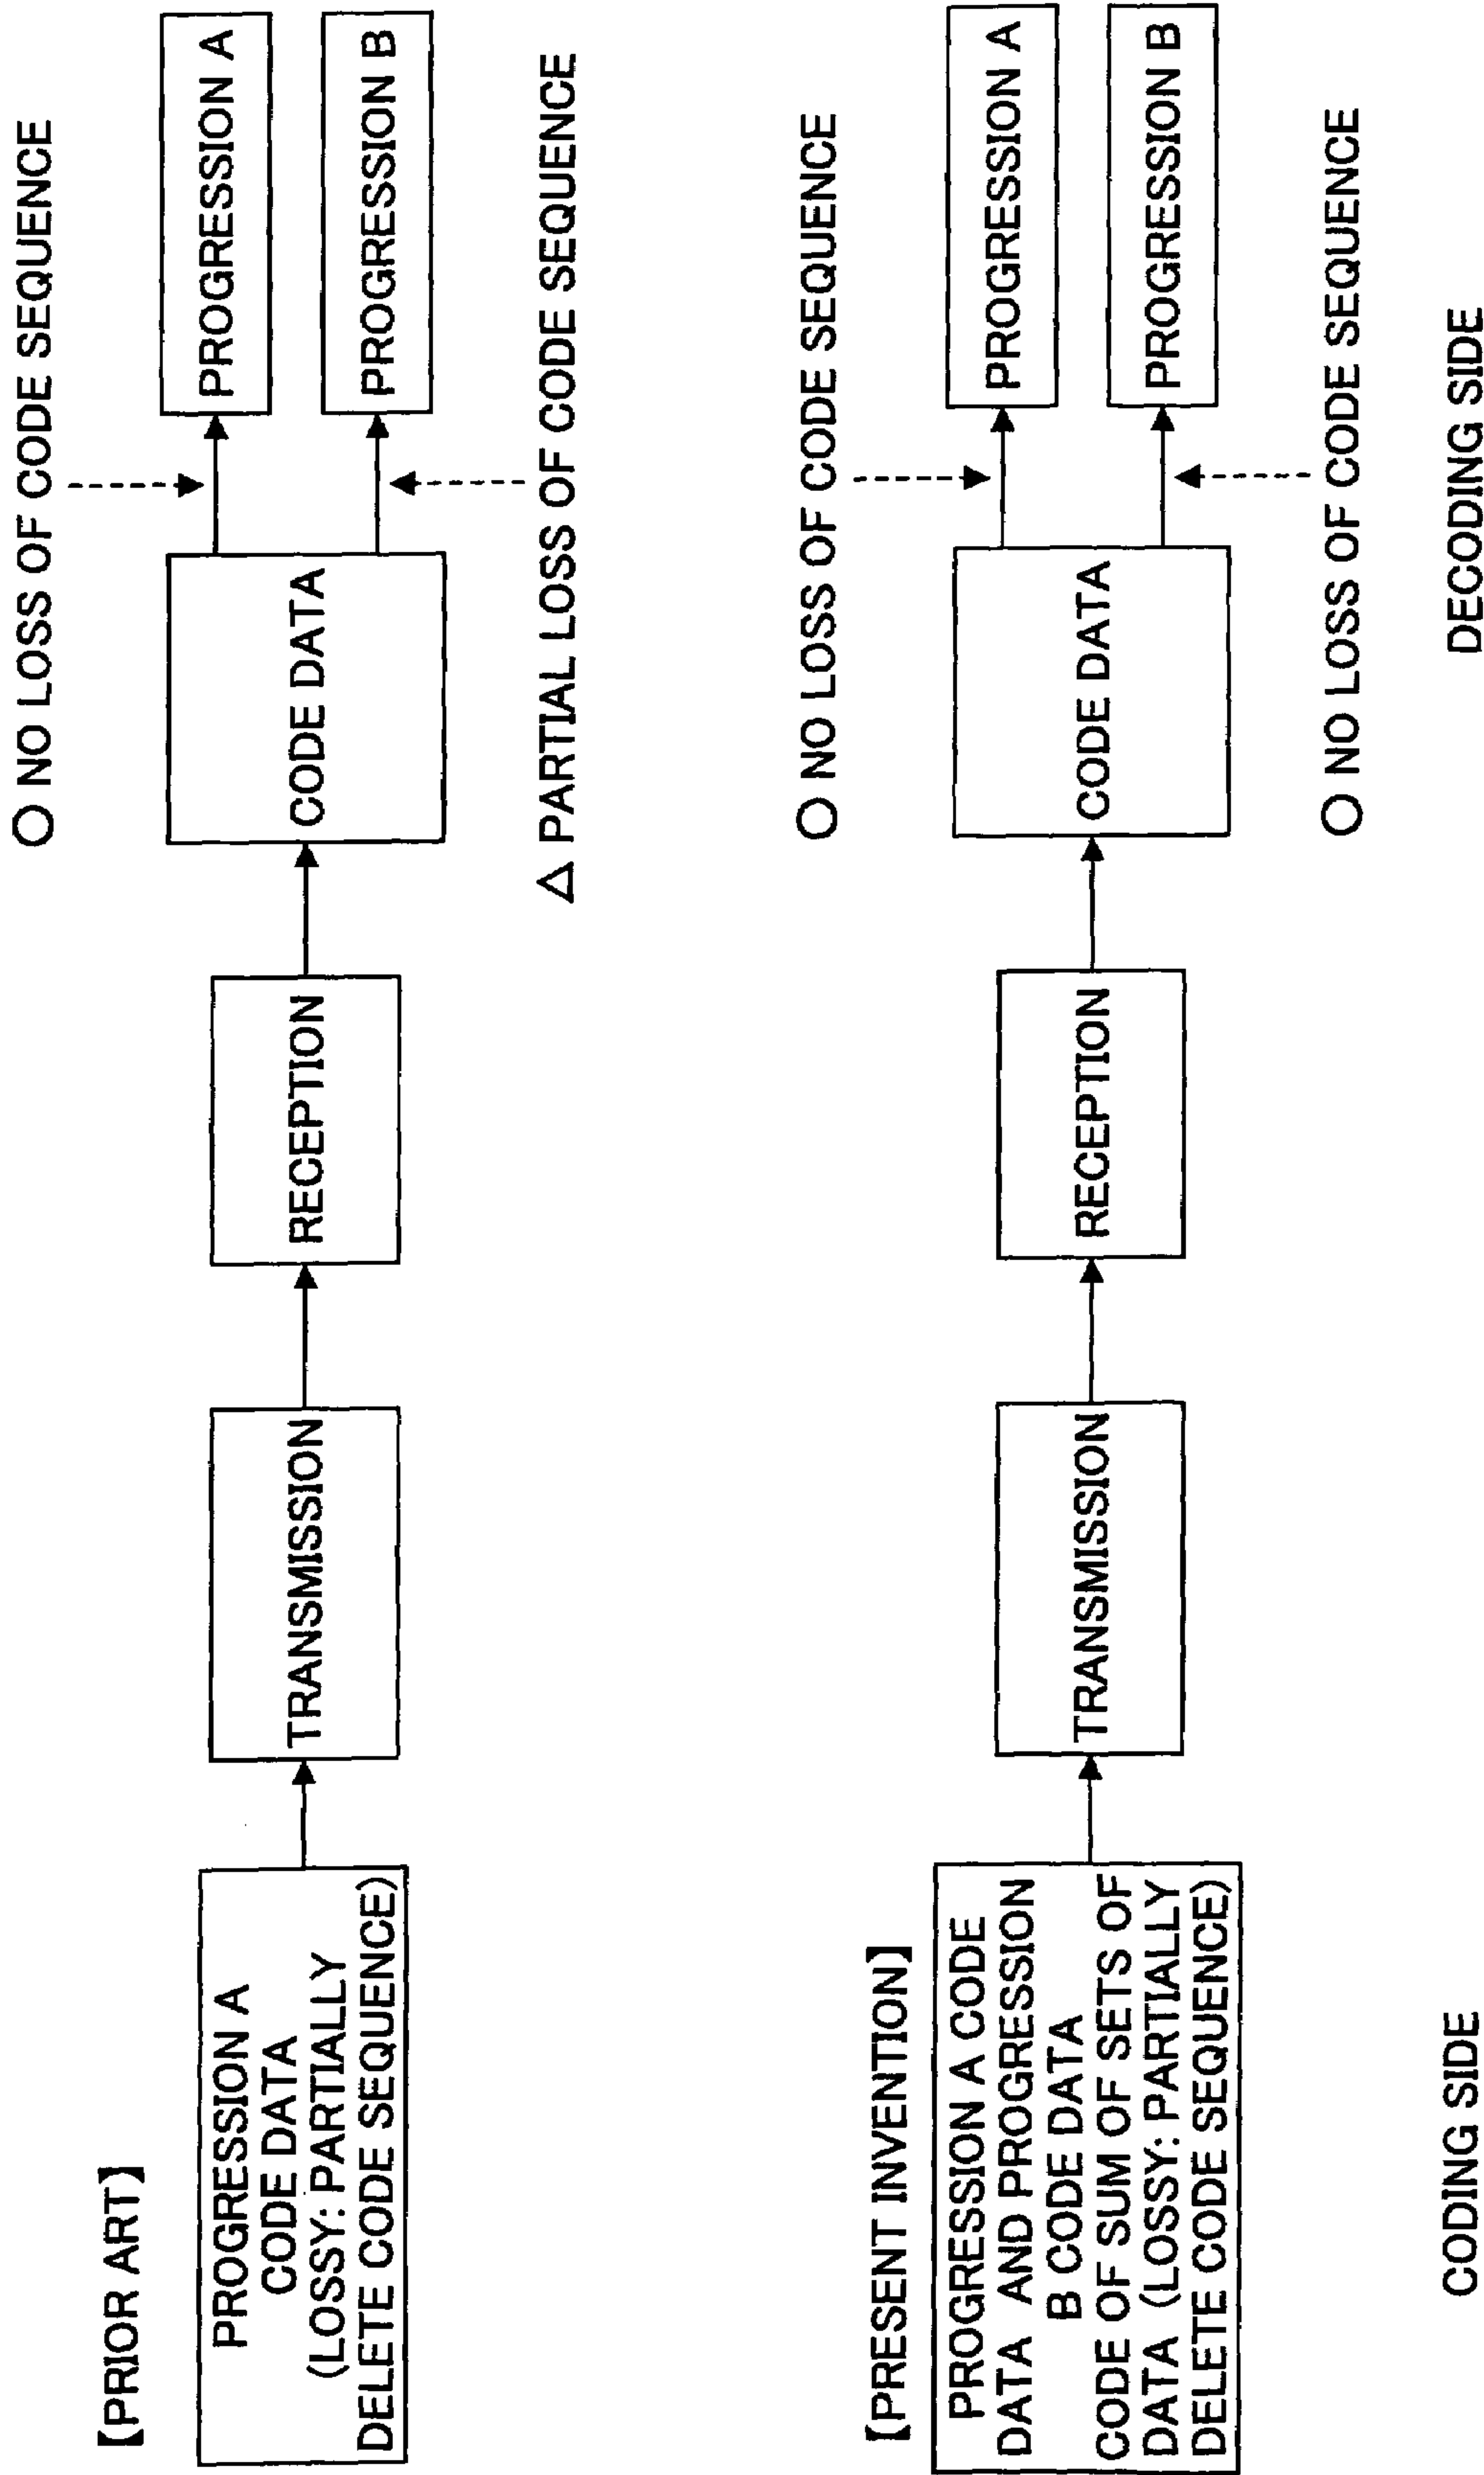 【PRIOR ART】
PROGRESSION A
CODE DATA
(LOSSY: PARTIALLY
DELETE CODE SEQUENCE)
TRANSMISSION
RECEPTION
CODE DATA
○ NO LOSS OF CODE SEQUENCE
PROGRESSION A
PROGRESSION B
△ PARTIAL LOSS OF CODE SEQUENCE
【PRESENT INVENTION】
PROGRESSION A CODE
DATA AND PROGRESSION
B CODE DATA
CODE OF SUM OF SETS OF
DATA (LOSSY: PARTIALLY
DELETE CODE SEQUENCE)
TRANSMISSION
RECEPTION
CODE DATA
○ NO LOSS OF CODE SEQUENCE
PROGRESSION A
PROGRESSION B
○ NO LOSS OF CODE SEQUENCE
CODING SIDE
DECODING SIDE